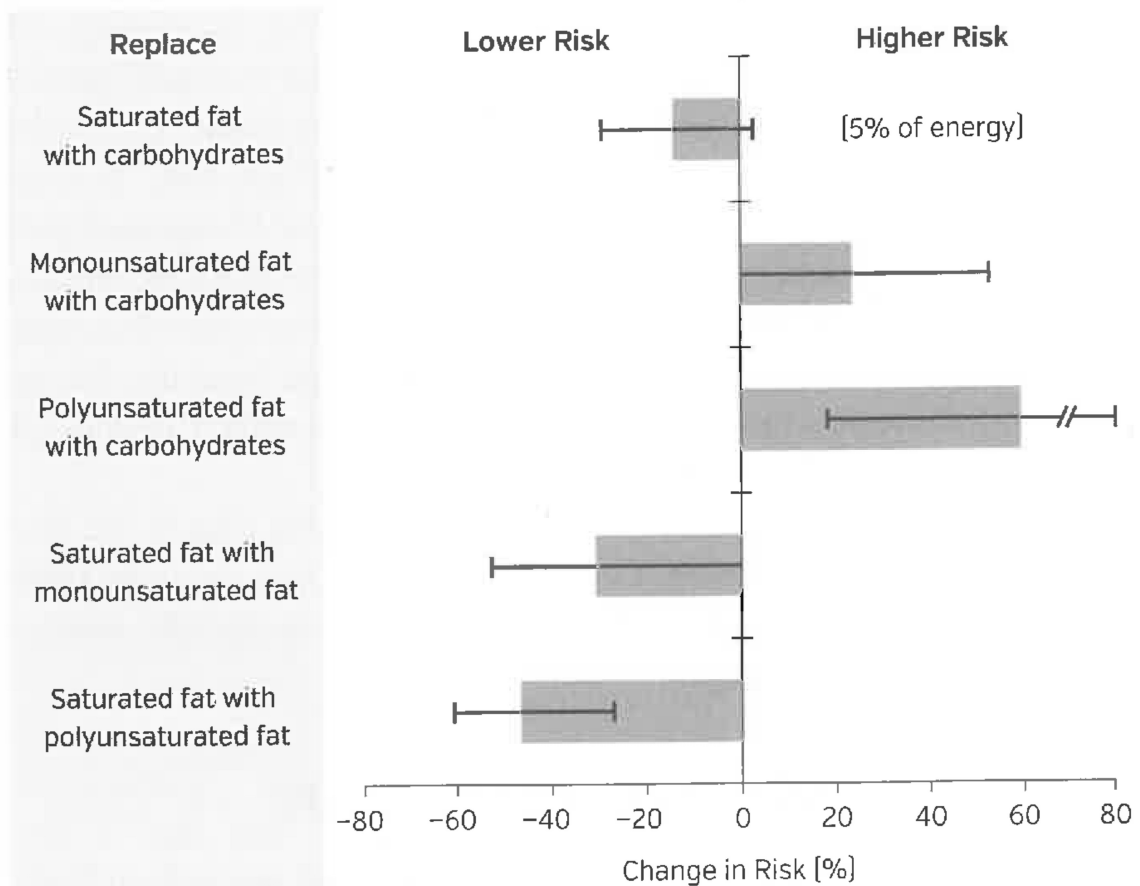 Replace
Lower Risk
Higher Risk
Saturated fat
with carbohydrates
[5% of energy]
Monounsaturated fat
with carbohydrates
Polyunsaturated fat
with carbohydrates
Saturated fat with
monounsaturated fat
Saturated fat with
polyunsaturated fat
−80 −60 −40 −20 0 20 40 60 80
Change in Risk [%]